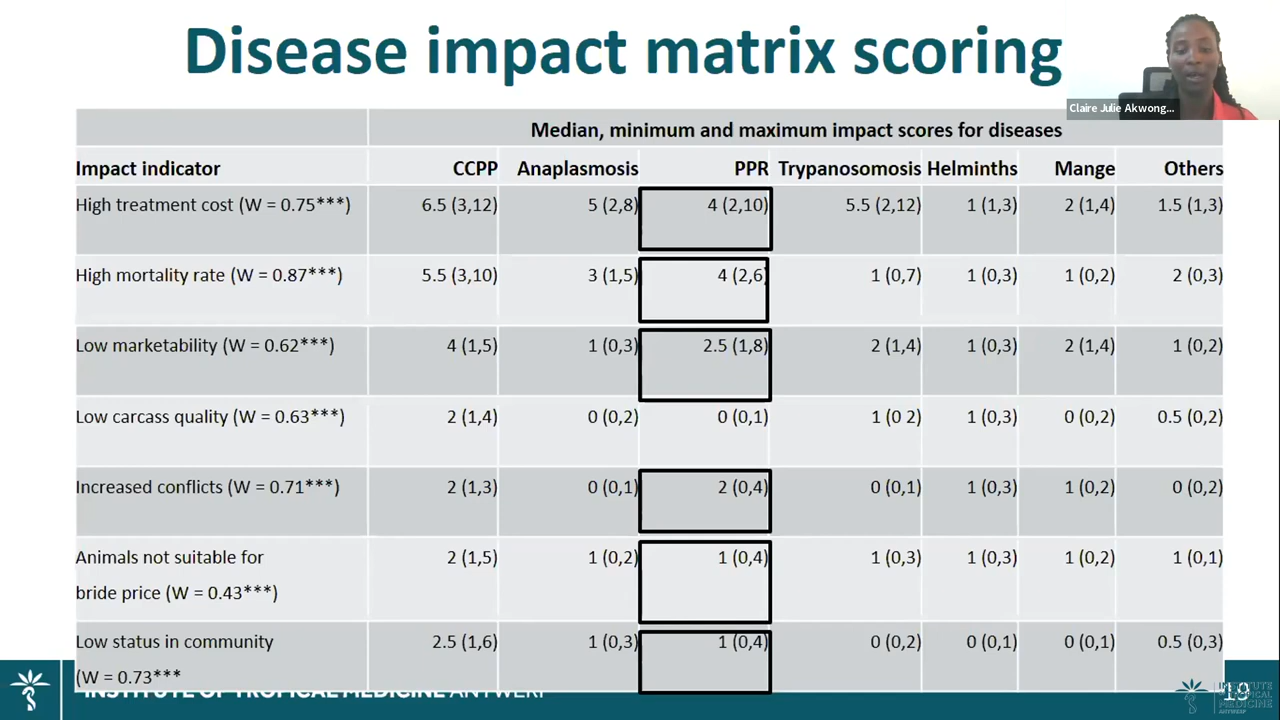 Disease impact matrix scoring
Claire Julie Akwong...
Median, minimum and maximum impact scores for diseases
Impact indicator CCPP Anaplasmosis PPR Trypanosomosis Helminths Mange Others
High treatment cost (W = 0.75***) 6.5 (3,12) 5 (2,8) 4 (2,10) 5.5 (2,12) 1 (1,3) 2 (1,4) 1.5 (1,3)
High mortality rate (W = 0.87***) 5.5 (3,10) 3 (1,5) 4 (2,6) 1 (0,7) 1 (0,3) 1 (0,2) 2 (0,3)
Low marketability (W = 0.62***) 4 (1,5) 1 (0,3) 2.5 (1,8) 2 (1,4) 1 (0,3) 2 (1,4) 1 (0,2)
Low carcass quality (W = 0.63***) 2 (1,4) 0 (0,2) 0 (0,1) 1 (0 2) 1 (0,3) 0 (0,2) 0.5 (0,2)
Increased conflicts (W = 0.71***) 2 (1,3) 0 (0,1) 2 (0,4) 0 (0,1) 1 (0,3) 1 (0,2) 0 (0,2)
Animals not suitable for 2 (1,5) 1 (0,2) 1 (0,4) 1 (0,3) 1 (0,3) 1 (0,2) 1 (0,1)
bride price (W = 0.43***)
Low status in community 2.5 (1,6) 1 (0,3) 1 (0,4) 0 (0,2) 0 (0,1) 0 (0,1) 0.5 (0,3)
(W = 0.73***
INSTITUTE OF TROPICAL MEDICINE ANTWERP
INSTITUTE
OF TROPICAL
MEDICINE
ANTWERP
19